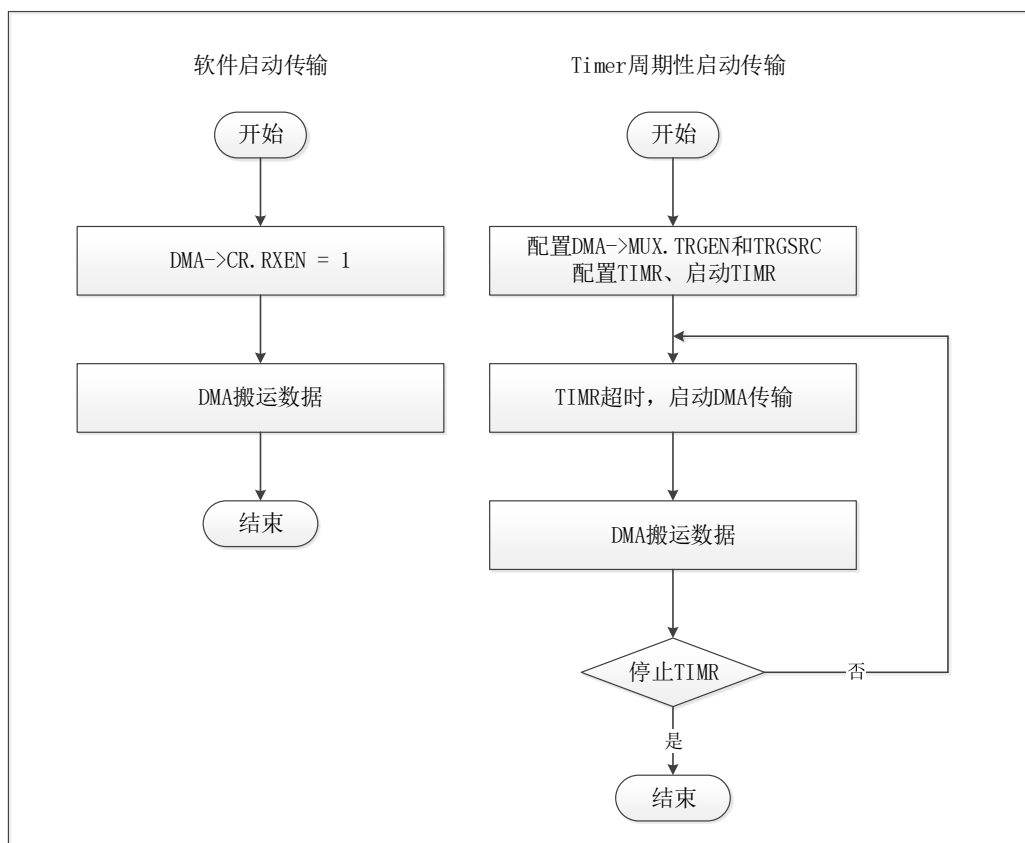 软件启动传输
Timer周期性启动传输
开始
开始
DMA->CR.RXEN = 1
配置DMA->MUX.TRGEN和TRGSRC
配置TIMR、启动TIMR
DMA搬运数据
TIMR超时，启动DMA传输
结束
DMA搬运数据
停止TIMR
否
是
结束